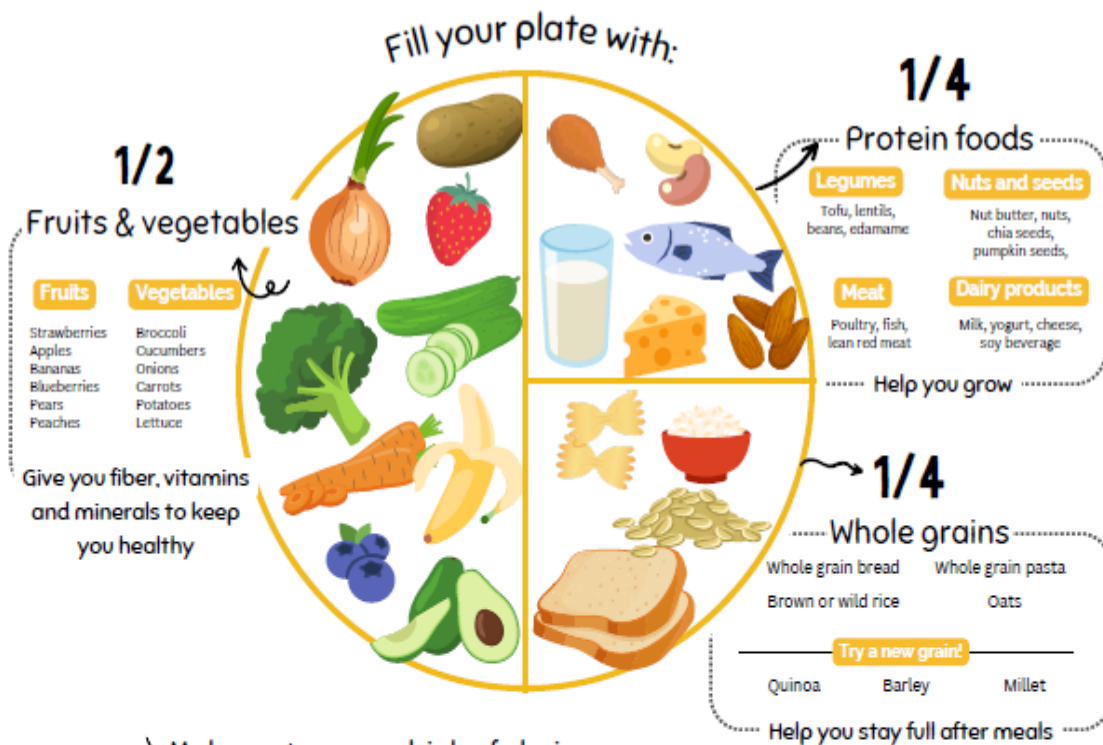 Fill your plate with:
1/2
Fruits & vegetables
Fruits
Strawberries
Apples
Bananas
Blueberries
Pears
Peaches
Vegetables
Broccoli
Cucumbers
Onions
Carrots
Potatoes
Lettuce
Give you fiber, vitamins
and minerals to keep
you healthy
1/4
Protein foods
Legumes
Tofu, lentils,
beans, edamame
Nuts and seeds
Nut butter, nuts,
chia seeds,
pumpkin seeds,
Meat
Poultry, fish,
lean red meat
Dairy products
Milk, yogurt, cheese,
soy beverage
Help you grow
1/4
Whole grains
Whole grain bread
Whole grain pasta
Brown or wild rice
Oats
Try a new grain!
Quinoa
Barley
Millet
Help you stay full after meals